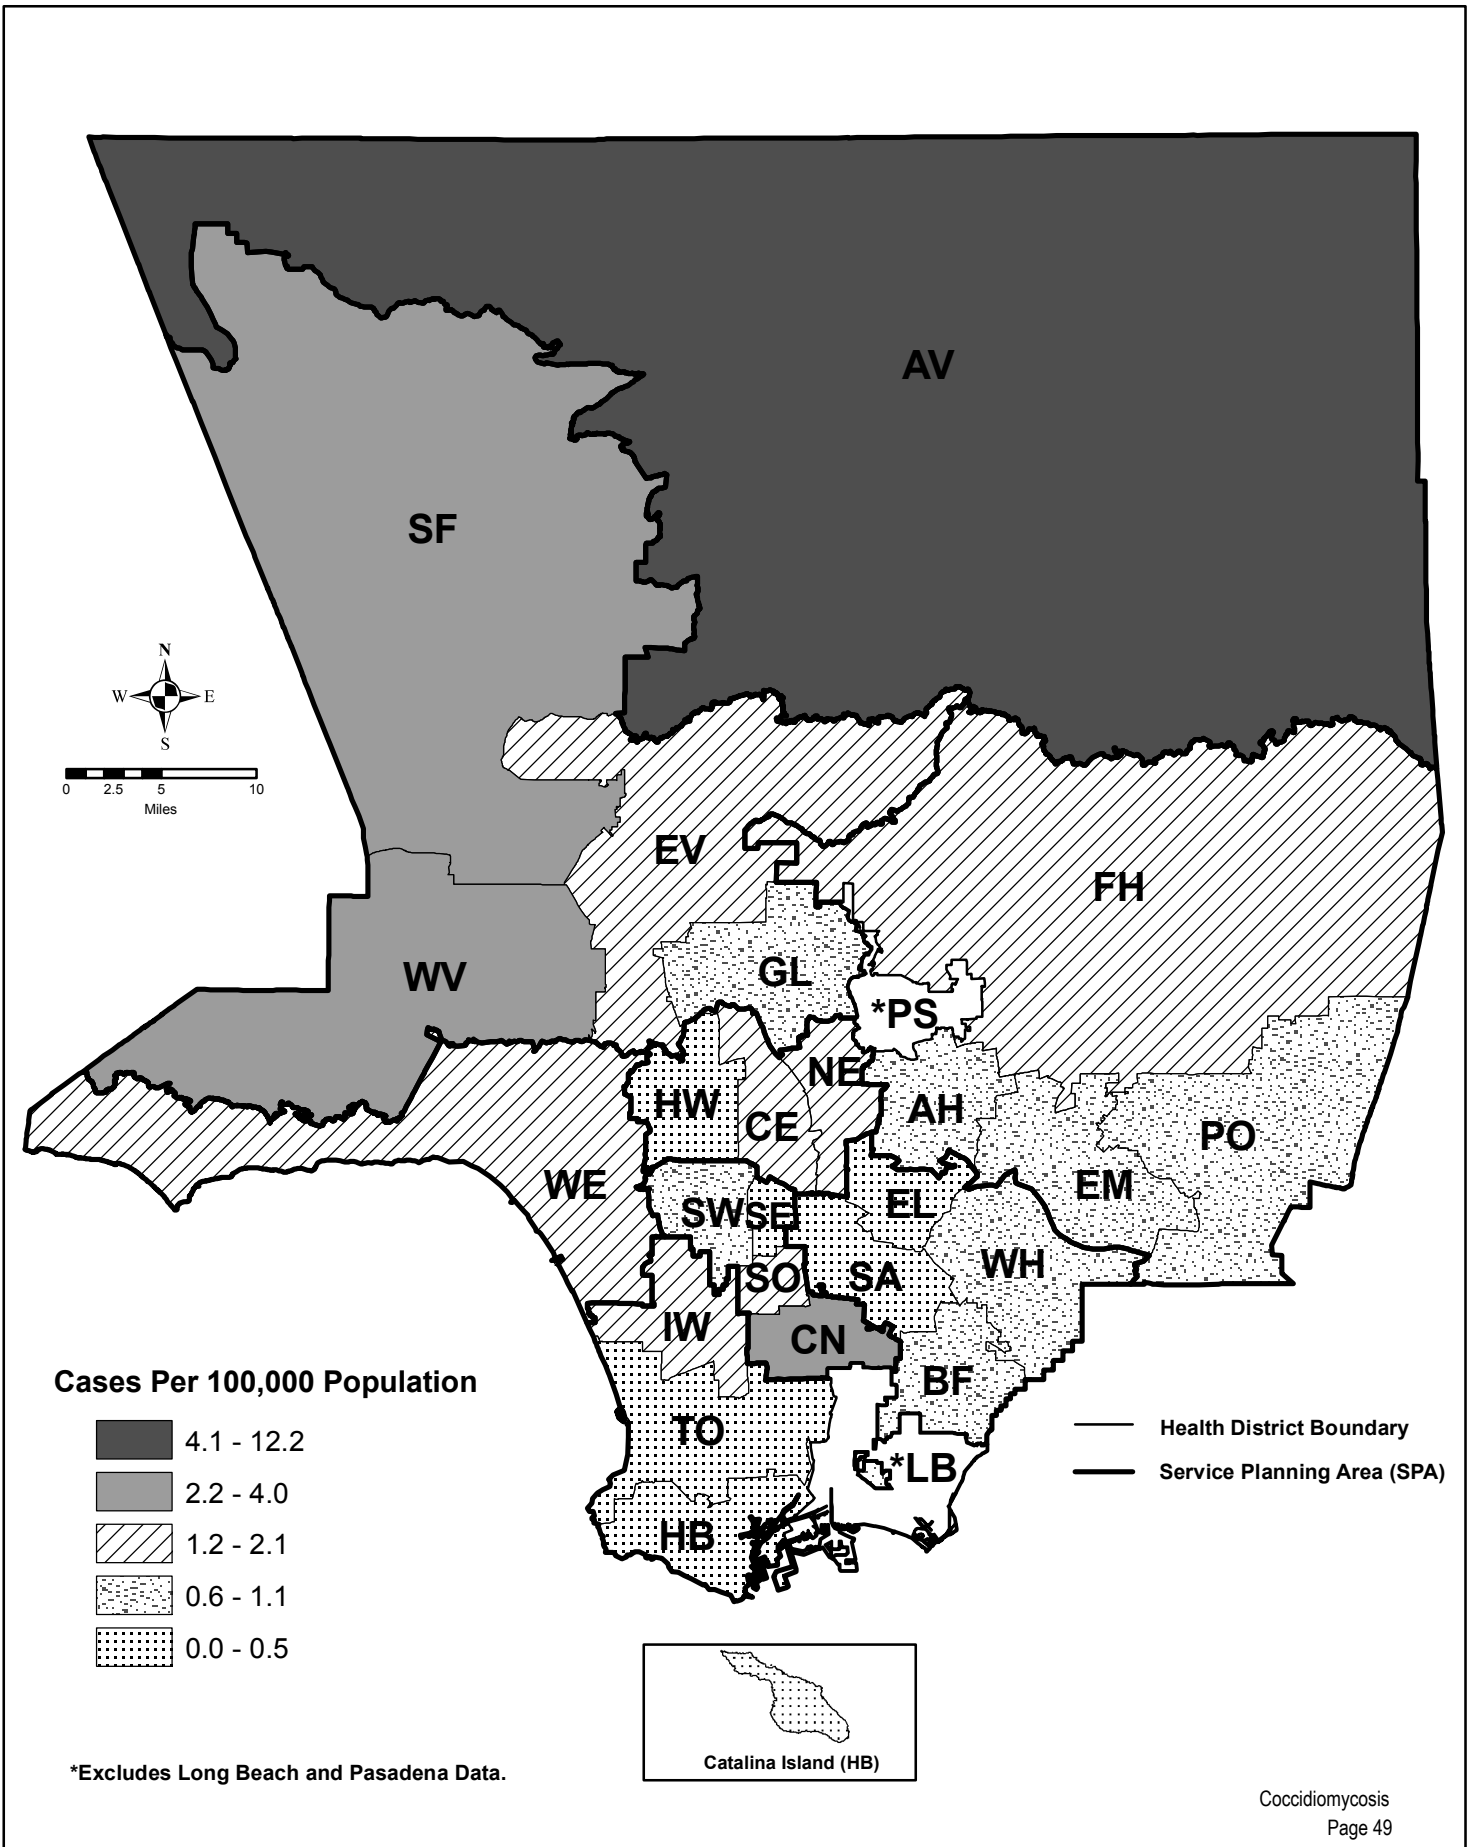 AV
SF
N
W E
S
0 2.5 5 10
Miles
EV
FH
WV
GL
*PS
NE
HW
AH
CE
PO
WE
EM
SW
SE
EL
WH
SO
SA
IW
CN
BF
Cases Per 100,000 Population
4.1 - 12.2
2.2 - 4.0
1.2 - 2.1
0.6 - 1.1
0.0 - 0.5
TO
*LB
HB
Health District Boundary
Service Planning Area (SPA)
Catalina Island (HB)
*Excludes Long Beach and Pasadena Data.
Coccidiomycosis
Page 49